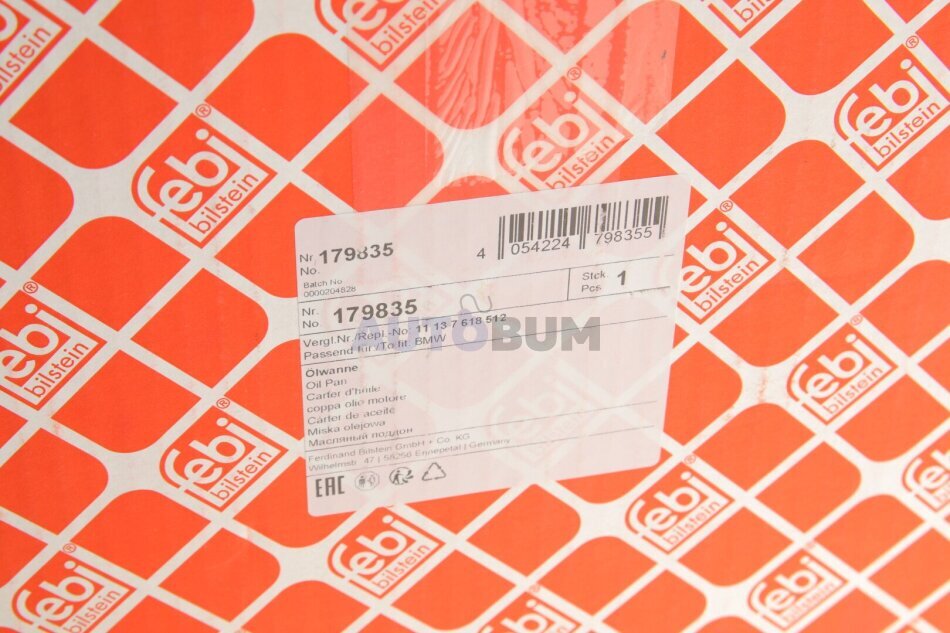 febi
bilstein
Nr. 179835
No.
Batch No
0000204828
4 054224 798355
Stck. 1
Pcs
Nr. 179835
No
Vergl.Nr./Repl.-No. 11 13 7 618 512
Passend für /To fit: BMW
AUTOBUM
Ölwanne
Oil Pan
Carter d'huile
coppa olio motore
Cárter de aceite
Miska olejowa
Масляный поддон
Ferdinand Bilstein GmbH + Co. KG
Wilhelmstr. 47 | 58256 Ennepetal | Germany
EAC